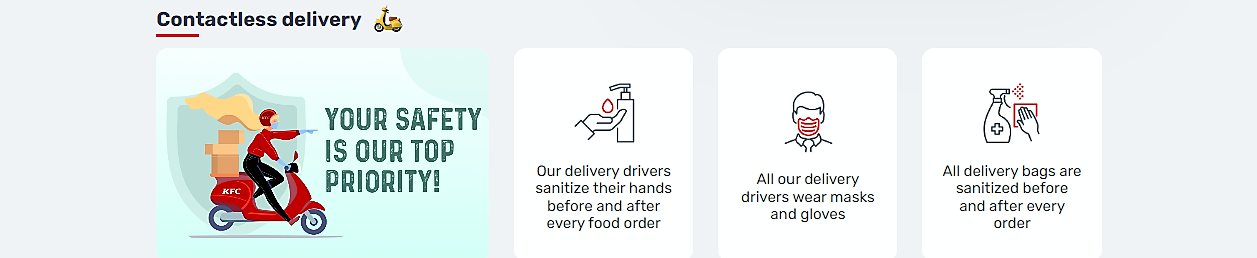 Contactless delivery
YOUR SAFETY
IS OUR TOP
PRIORITY!
KFC
Our delivery drivers
sanitize their hands
before and after
every food order
All our delivery
drivers wear masks
and gloves
All delivery bags are
sanitized before
and after every
order